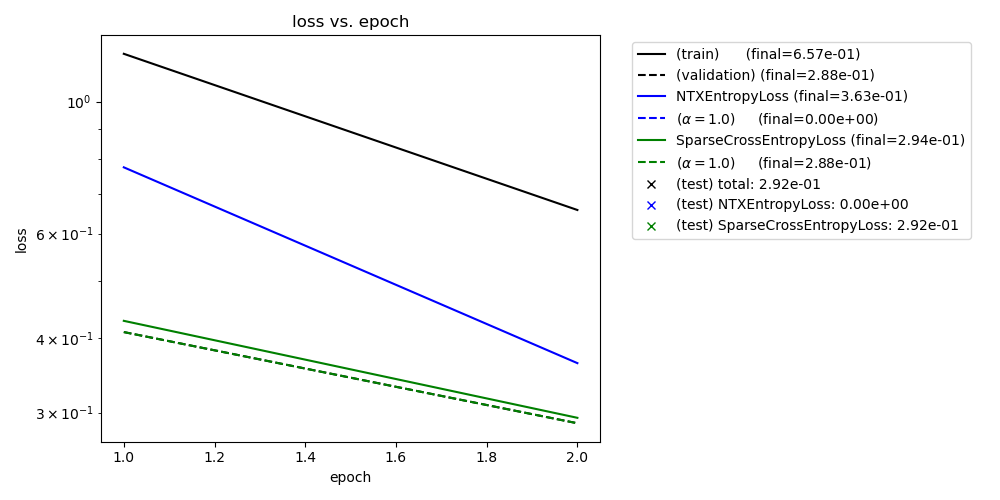 loss vs. epoch
loss
10^0
6 × 10^−1
4 × 10^−1
3 × 10^−1
1.0 1.2 1.4 1.6 1.8 2.0
epoch
(train) (final=6.57e-01)
(validation) (final=2.88e-01)
NTXEntropyLoss (final=3.63e-01)
(α = 1.0) (final=0.00e+00)
SparseCrossEntropyLoss (final=2.94e-01)
(α = 1.0) (final=2.88e-01)
(test) total: 2.92e-01
(test) NTXEntropyLoss: 0.00e+00
(test) SparseCrossEntropyLoss: 2.92e-01